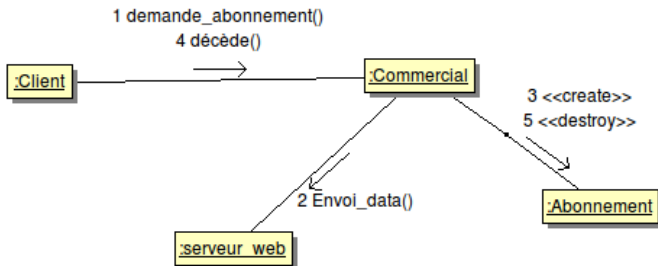 1 demande_abonnement()
4 décède()
:Client
:Commercial
3 <<create>>
5 <<destroy>>
2 Envoi_data()
:Abonnement
:serveur_web